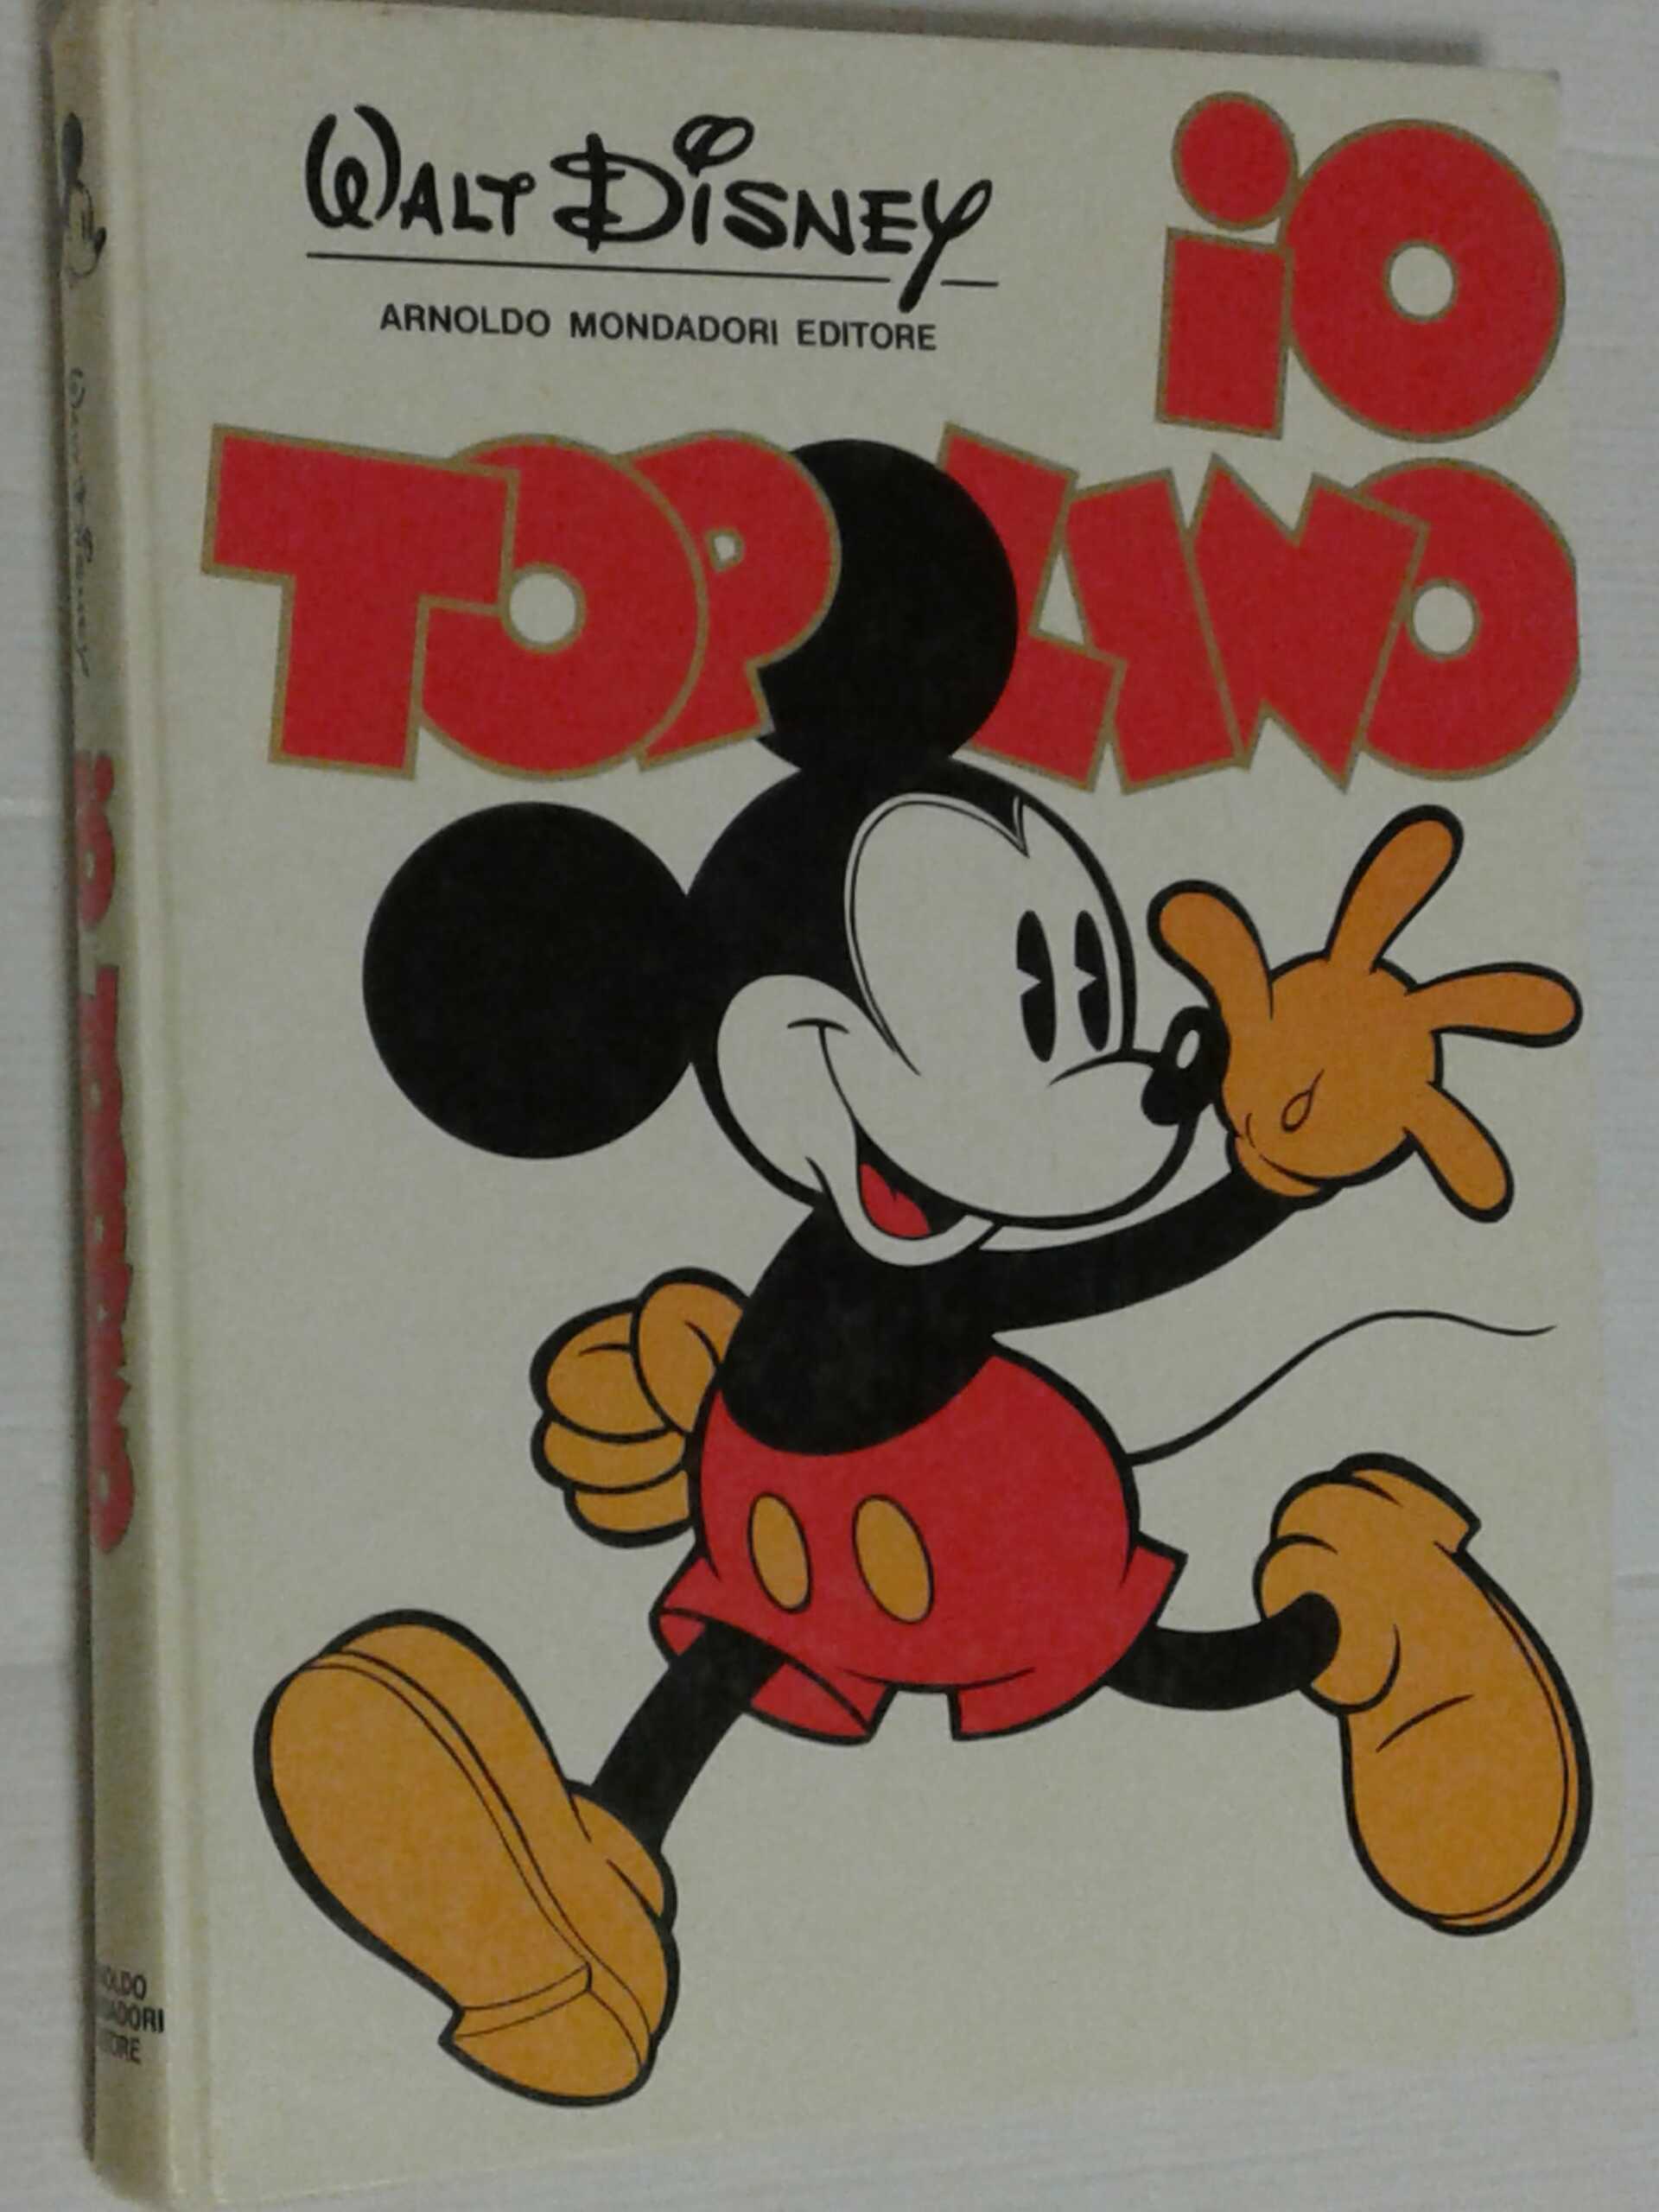 WALT DISNEY
ARNOLDO MONDADORI EDITORE
iO
TOPOLINO